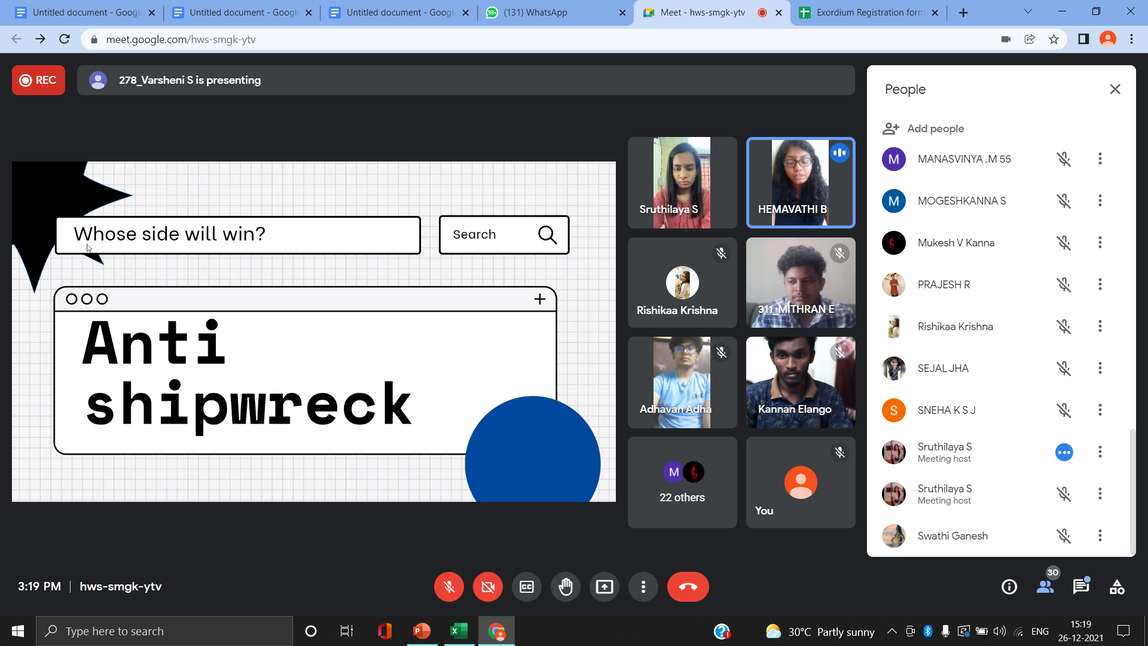 Untitled document - Google
Untitled document - Google
Untitled document - Google
(131) WhatsApp
Meet - hws-smgk-ytv
Exordium Registration form
meet.google.com/hws-smgk-ytv
REC
278_Varsheni S is presenting
Whose side will win?
Search
Anti
shipwreck
Sruthilaya S
HEMAVATHI B
Rishikaa Krishna
311_MITHRAN E
Adhavan Adha
Kannan Elango
M
22 others
You
People
Add people
M MANASVINYA .M 55
M MOGESHKANNA S
Mukesh V Kanna
PRAJESH R
Rishikaa Krishna
SEJAL JHA
S SNEHA K S J
Sruthilaya S
Meeting host
Sruthilaya S
Meeting host
Swathi Ganesh
3:19 PM | hws-smgk-ytv
30
Type here to search
30°C Partly sunny
ENG
15:19
26-12-2021